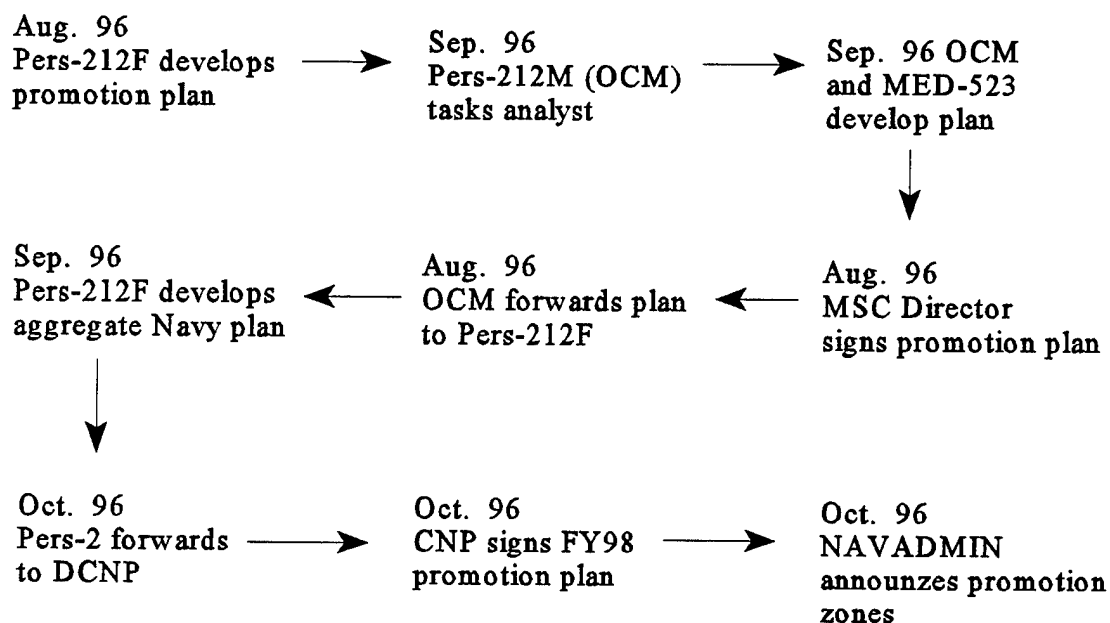 Aug. 96
Pers-212F develops
promotion plan
Sep. 96
Pers-212M (OCM)
tasks analyst
Sep. 96 OCM
and MED-523
develop plan
Aug. 96
MSC Director
signs promotion plan
Aug. 96
OCM forwards plan
to Pers-212F
Sep. 96
Pers-212F develops
aggregate Navy plan
Oct. 96
Pers-2 forwards
to DCNP
Oct. 96
CNP signs FY98
promotion plan
Oct. 96
NAVADMIN
announzes promotion
zones